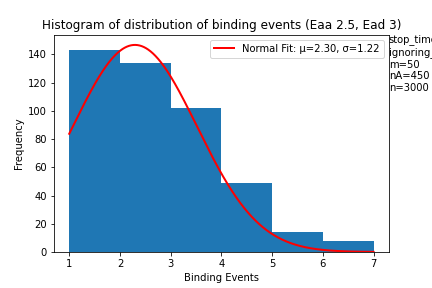 Histogram of distribution of binding events (Eaa 2.5, Ead 3)
Normal Fit: μ=2.30, σ=1.22
m=50
nA=450
n=3000
Frequency
140
120
100
80
60
40
20
0
1 2 3 4 5 6 7
Binding Events